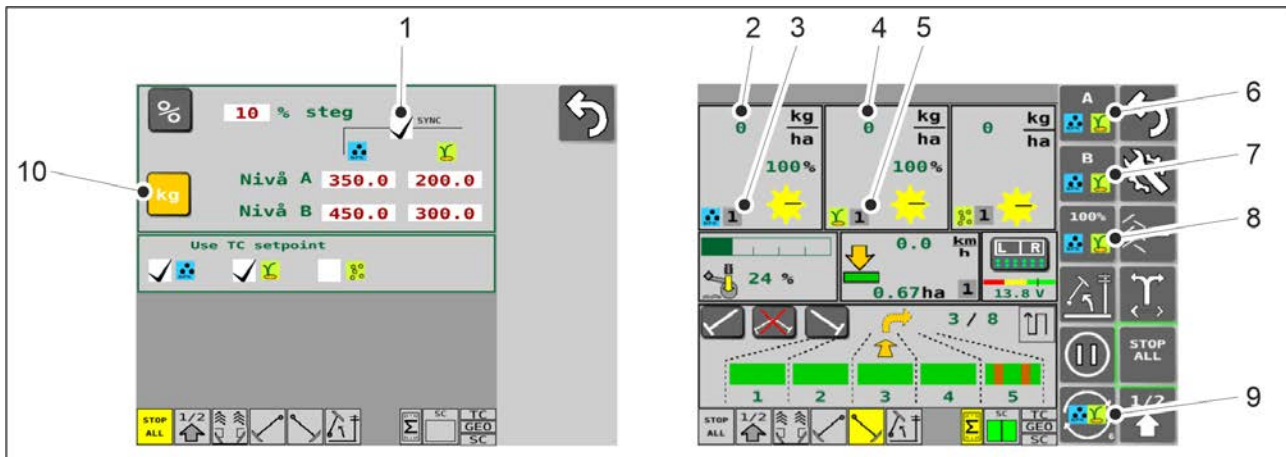 1
2
3
4
5
6
7
8
9
10
%
10 % steg
SYNC
kg
Nivå A 350.0 200.0
Nivå B 450.0 300.0
Use TC setpoint
STOP ALL
1/2
Σ
SC
TC
GEO
SC
0 kg/ha
100%
1
0 kg/ha
100%
1
0 kg/ha
1
24 %
0.0 km/h
0.67ha 1
L R
13.8 V
3 / 8
1 2 3 4 5
STOP ALL
1/2
Σ
SC
TC
GEO
SC
A
B
100%
STOP ALL
1/2
6